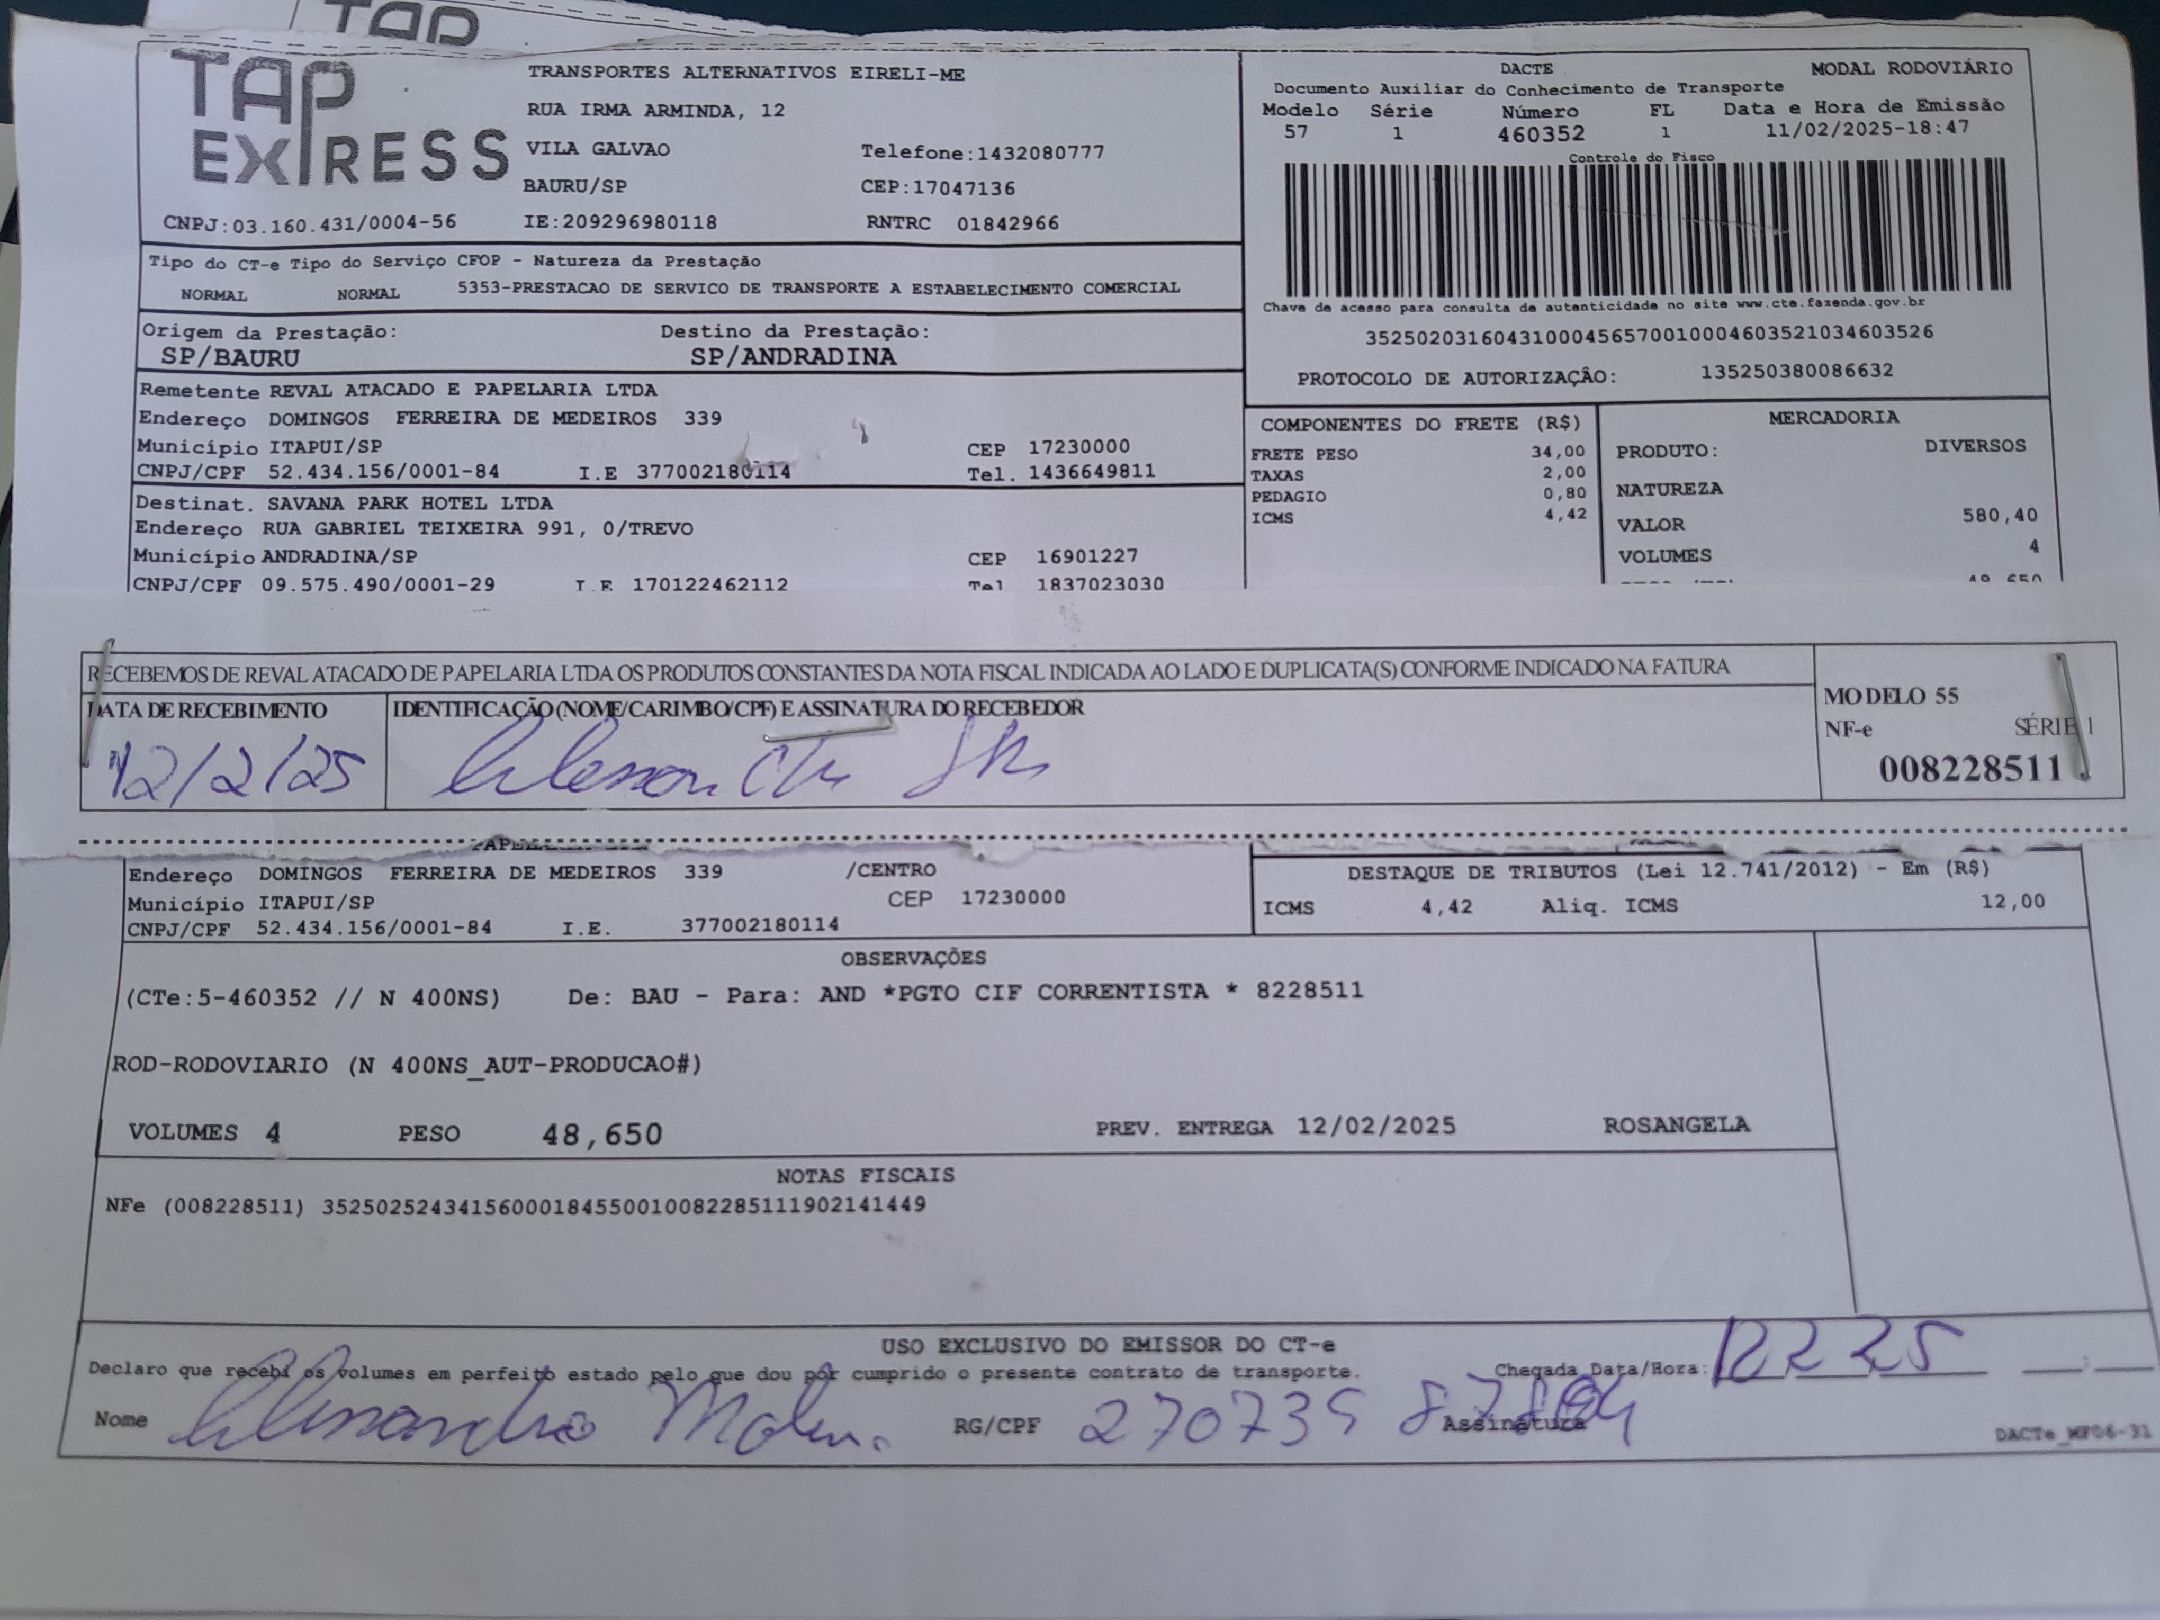 TAP
TAP
EXPRESS
TRANSPORTES ALTERNATIVOS EIRELI-ME
RUA IRMA ARMINDA, 12
VILA GALVAO Telefone:1432080777
BAURU/SP CEP:17047136
CNPJ:03.160.431/0004-56 IE:209296980118 RNTRC 01842966
DACTE MODAL RODOVIÁRIO
Documento Auxiliar do Conhecimento de Transporte
Modelo Série Número FL Data e Hora de Emissão
57 1 460352 1 11/02/2025-18:47
Controle do Fisco
Chave de acesso para consulta de autenticidade no site www.cte.fazenda.gov.br
35250203160431000456570010004603521034603526
PROTOCOLO DE AUTORIZAÇÃO: 135250380086632
Tipo do CT-e Tipo do Serviço CFOP - Natureza da Prestação
NORMAL NORMAL 5353-PRESTACAO DE SERVICO DE TRANSPORTE A ESTABELECIMENTO COMERCIAL
Origem da Prestação: Destino da Prestação:
SP/BAURU SP/ANDRADINA
Remetente REVAL ATACADO E PAPELARIA LTDA
Endereço DOMINGOS FERREIRA DE MEDEIROS 339
Município ITAPUI/SP CEP 17230000
CNPJ/CPF 52.434.156/0001-84 I.E 377002180114 Tel. 1436649811
Destinat. SAVANA PARK HOTEL LTDA
Endereço RUA GABRIEL TEIXEIRA 991, 0/TREVO
Município ANDRADINA/SP CEP 16901227
CNPJ/CPF 09.575.490/0001-29 I.E 170122462112 Tel 1837023030
COMPONENTES DO FRETE (R$)
FRETE PESO 34,00
TAXAS 2,00
PEDAGIO 0,80
ICMS 4,42
MERCADORIA
PRODUTO: DIVERSOS
NATUREZA
VALOR 580,40
VOLUMES 4
48,650
RECEBEMOS DE REVAL ATACADO DE PAPELARIA LTDA OS PRODUTOS CONSTANTES DA NOTA FISCAL INDICADA AO LADO E DUPLICATA(S) CONFORME INDICADO NA FATURA
DATA DE RECEBIMENTO IDENTIFICAÇÃO (NOME/CARIMBO/CPF) E ASSINATURA DO RECEBEDOR
12/2/25
MODELO 55
NF-e SÉRIE 1
008228511
Endereço DOMINGOS FERREIRA DE MEDEIROS 339 /CENTRO
Município ITAPUI/SP CEP 17230000
CNPJ/CPF 52.434.156/0001-84 I.E. 377002180114
DESTAQUE DE TRIBUTOS (Lei 12.741/2012) - Em (R$)
ICMS 4,42 Aliq. ICMS 12,00
OBSERVAÇÕES
(CTe:5-460352 // N 400NS) De: BAU - Para: AND *PGTO CIF CORRENTISTA * 8228511
ROD-RODOVIARIO (N 400NS_AUT-PRODUCAO#)
VOLUMES 4 PESO 48,650 PREV. ENTREGA 12/02/2025 ROSANGELA
NOTAS FISCAIS
NFe (008228511) 35250252434156000184550010082285111902141449
USO EXCLUSIVO DO EMISSOR DO CT-e
Declaro que recebi os volumes em perfeito estado pelo que dou por cumprido o presente contrato de transporte. Chegada Data/Hora: 12 2 25
Nome RG/CPF Assinatura
DACTe_MF06-31